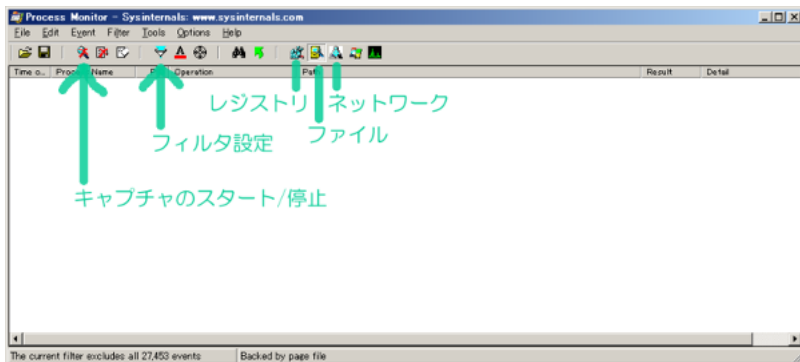 Process Monitor - Sysinternals: www.sysinternals.com
File Edit Event Filter Tools Options Help
Time o... Process Name PID Operation Path Result Detail
レジストリ ネットワーク
フィルタ設定 ファイル
キャプチャのスタート/停止
The current filter excludes all 27,453 events Backed by page file